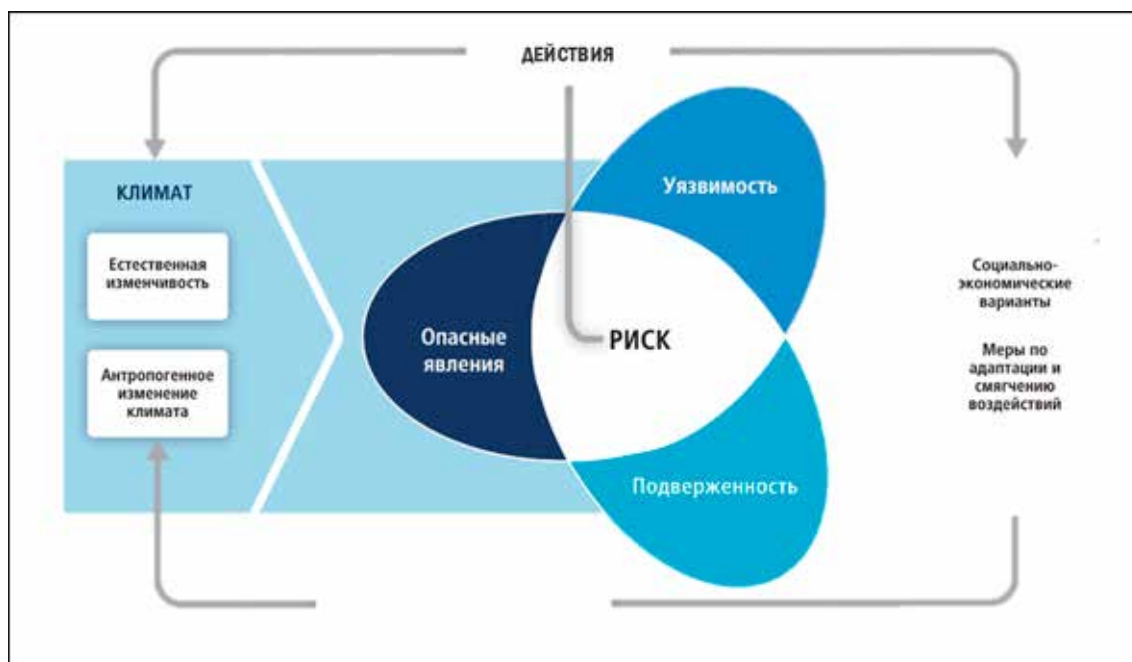 ДЕЙСТВИЯ
КЛИМАТ
Естественная
изменчивость
Антропогенное
изменение
климата
Опасные
явления
РИСК
Уязвимость
Подверженность
Социально-
экономические
варианты
Меры по
адаптации и
смягчению
воздействий